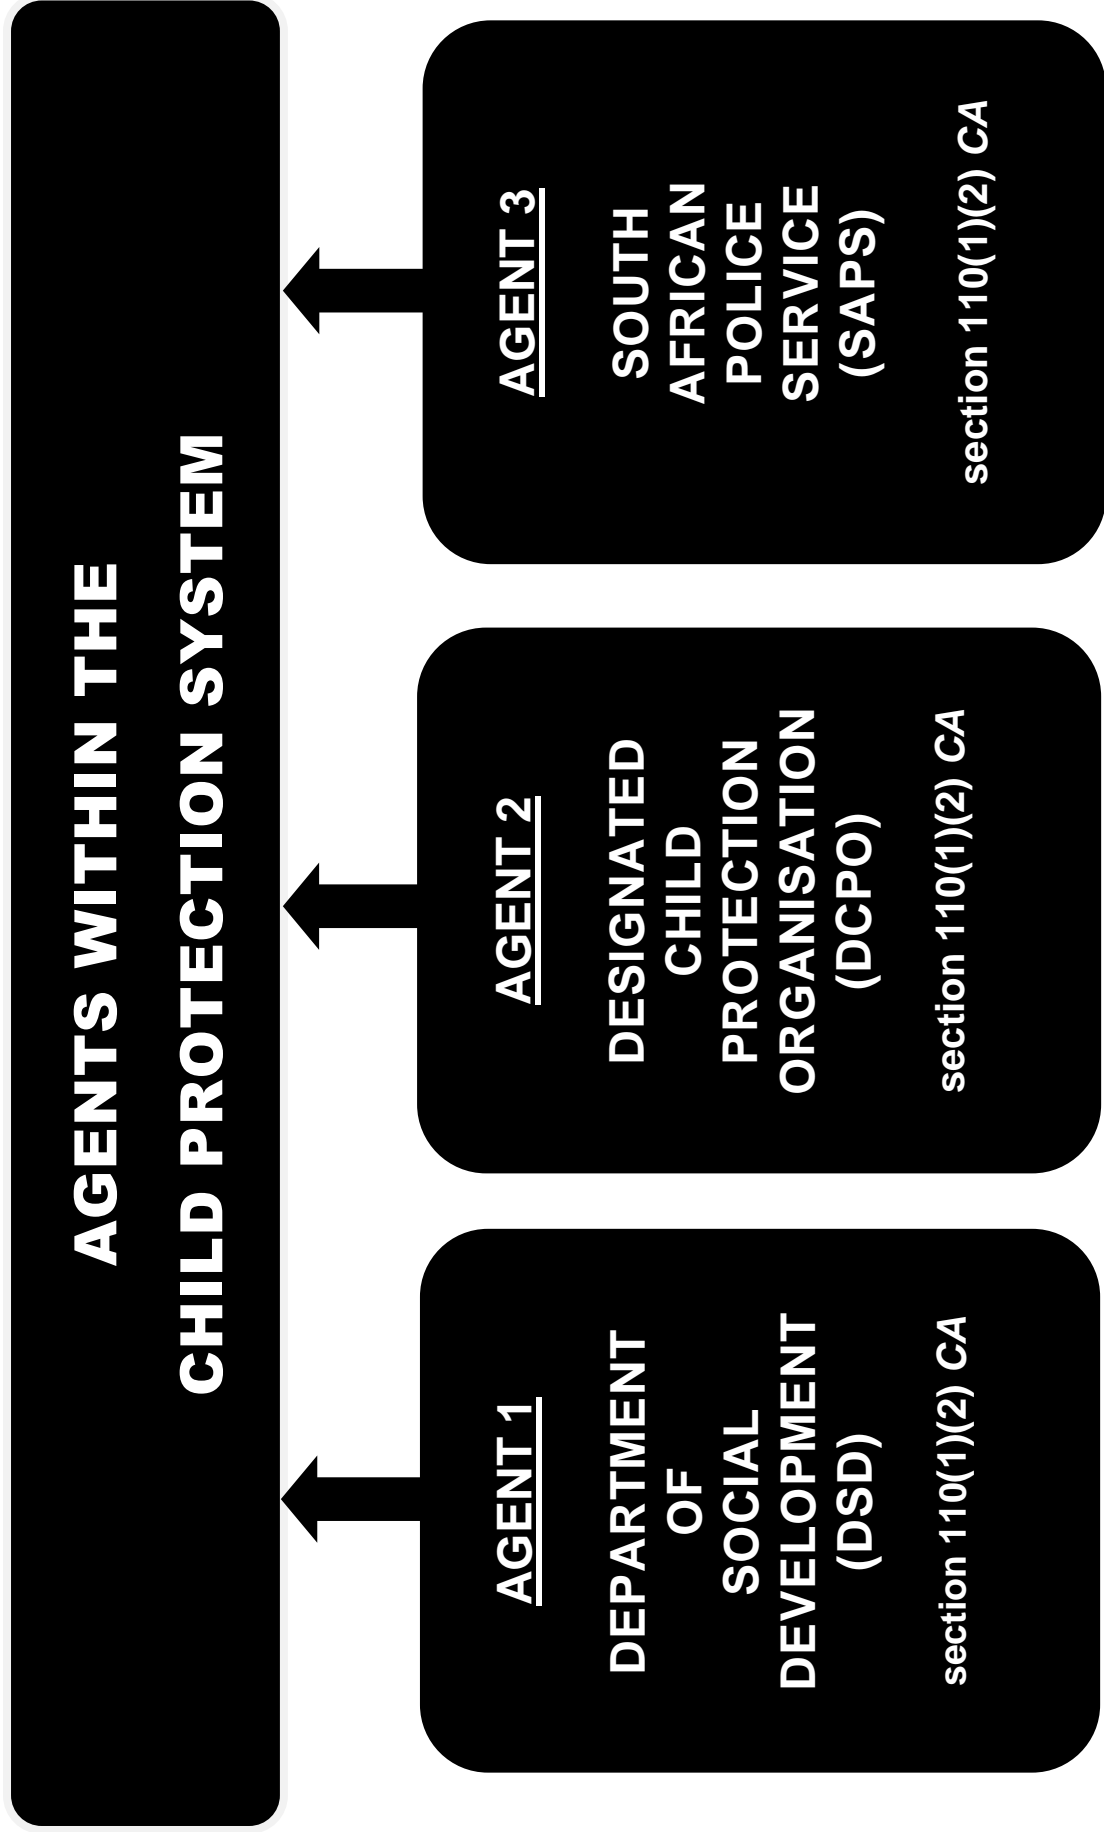 AGENTS WITHIN THE
CHILD PROTECTION SYSTEM
AGENT 1
DEPARTMENT
OF
SOCIAL
DEVELOPMENT
(DSD)
section 110(1)(2) CA
AGENT 2
DESIGNATED
CHILD
PROTECTION
ORGANISATION
(DCPO)
section 110(1)(2) CA
AGENT 3
SOUTH
AFRICAN
POLICE
SERVICE
(SAPS)
section 110(1)(2) CA